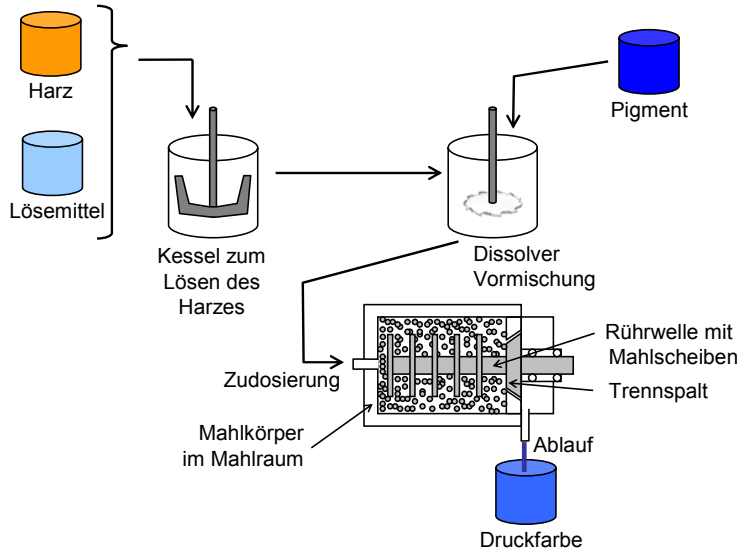 Harz
Lösemittel
Kessel zum
Lösen des
Harzes
Pigment
Dissolver
Vormischung
Zudosierung
Rührwelle mit
Mahlscheiben
Trennspalt
Mahlkörper
im Mahlraum
Ablauf
Druckfarbe